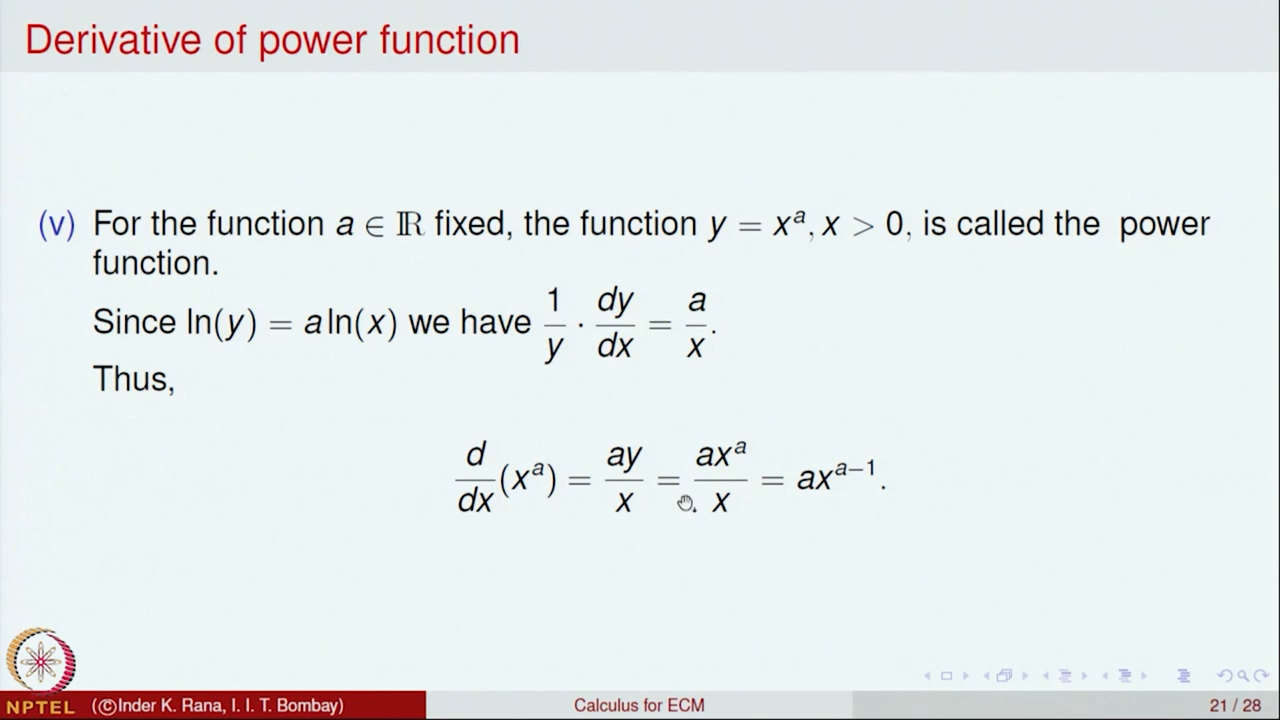 Derivative of power function
(v) For the function a ∈ ℝ fixed, the function y = x^a, x > 0, is called the power
function.
Since ln(y) = a ln(x) we have 1/y · dy/dx = a/x.
Thus,
d/dx (x^a) = ay/x = ax^a/x = ax^{a−1}.
NPTEL (©Inder K. Rana, I. I. T. Bombay) Calculus for ECM 21 / 28